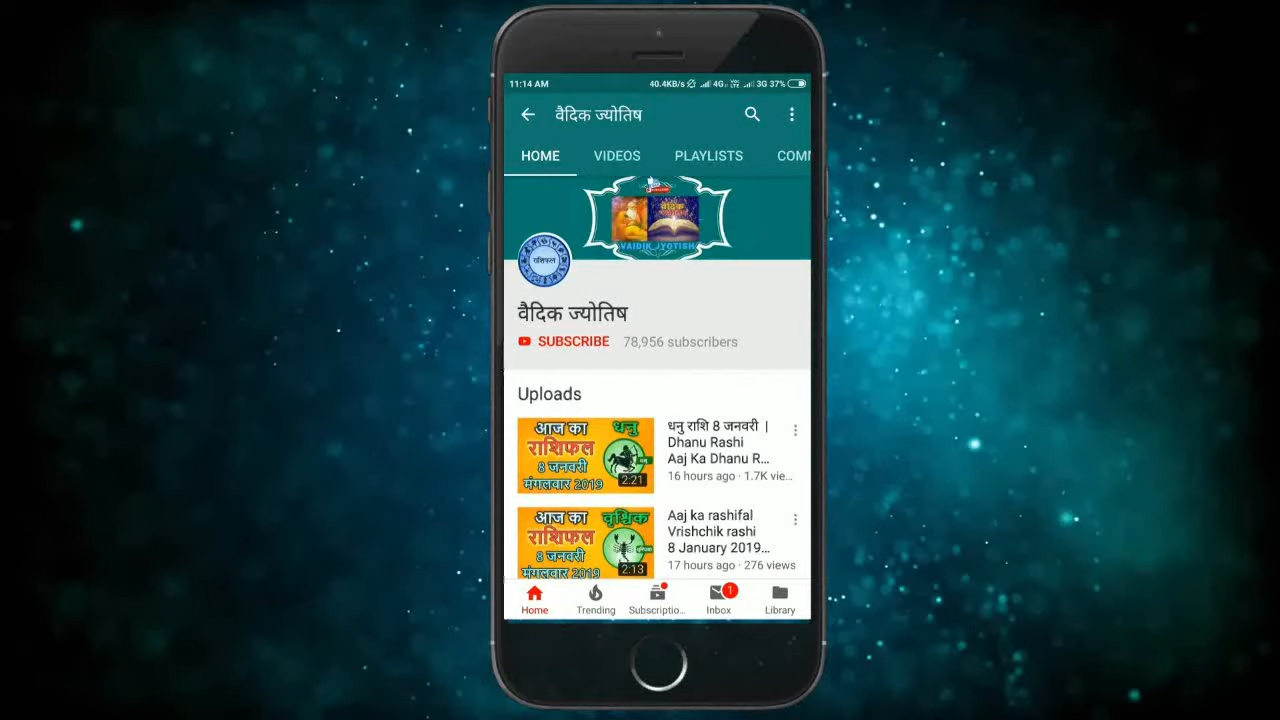 11:14 AM
40.4KB/s 4G VoLTE 3G 37%
वैदिक ज्योतिष
HOME VIDEOS PLAYLISTS COMM
वैदिक
VAIDIK JYOTISH
राशिफल
वैदिक ज्योतिष
SUBSCRIBE 78,956 subscribers
Uploads
आज का धनु
राशिफल
8 जनवरी
मंगलवार 2019
2:21
धनु राशि 8 जनवरी |
Dhanu Rashi
Aaj Ka Dhanu R...
16 hours ago · 1.7K vie...
आज का वृश्चिक
राशिफल
8 जनवरी
मंगलवार 2019
2:13
Aaj ka rashifal
Vrishchik rashi
8 January 2019...
17 hours ago · 276 views
1
Home Trending Subscriptio... Inbox Library